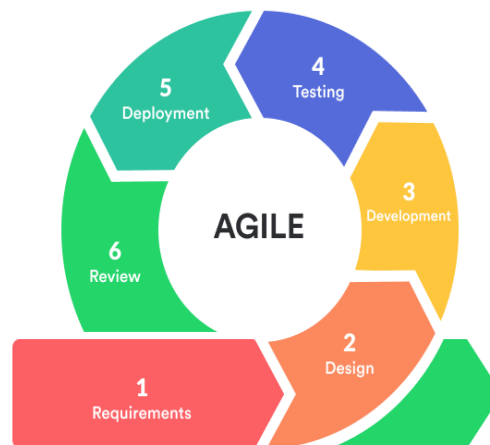 AGILE
1
Requirements
2
Design
3
Development
4
Testing
5
Deployment
6
Review